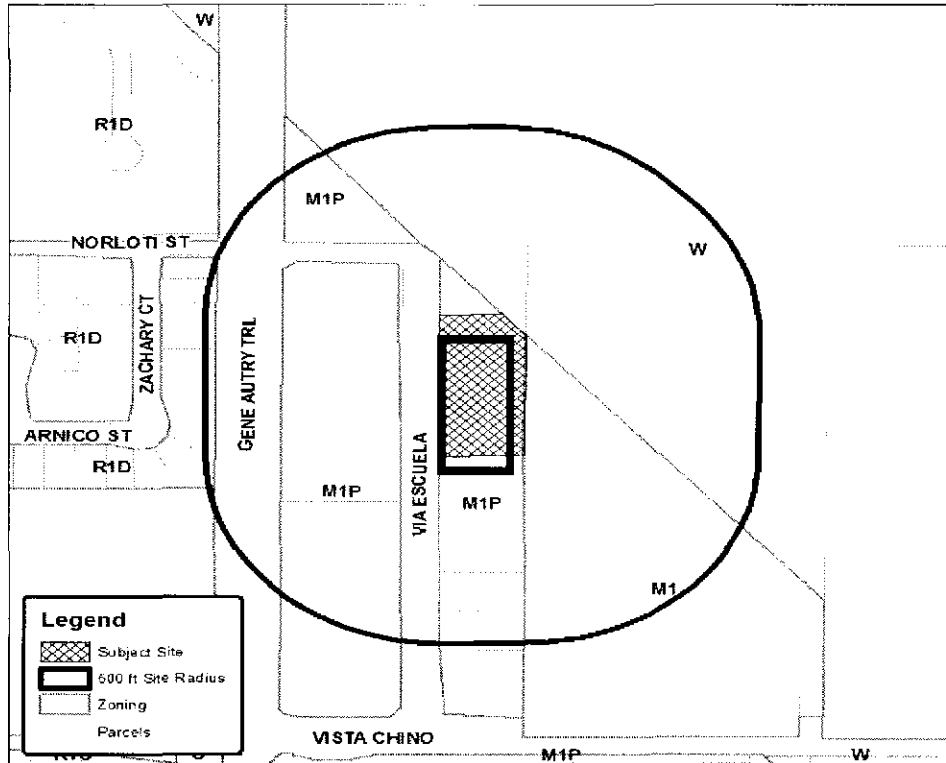 W
R1D
M1P
NORLOTI ST
W
ZACHARY CT
R1D
GENE AUTRY TRL
ARNICO ST
R1D
M1P
VIA ESCUELA
M1P
M1
Legend
Subject Site
500 ft Site Radius
Zoning
Parcels
VISTA CHINO
M1P
W